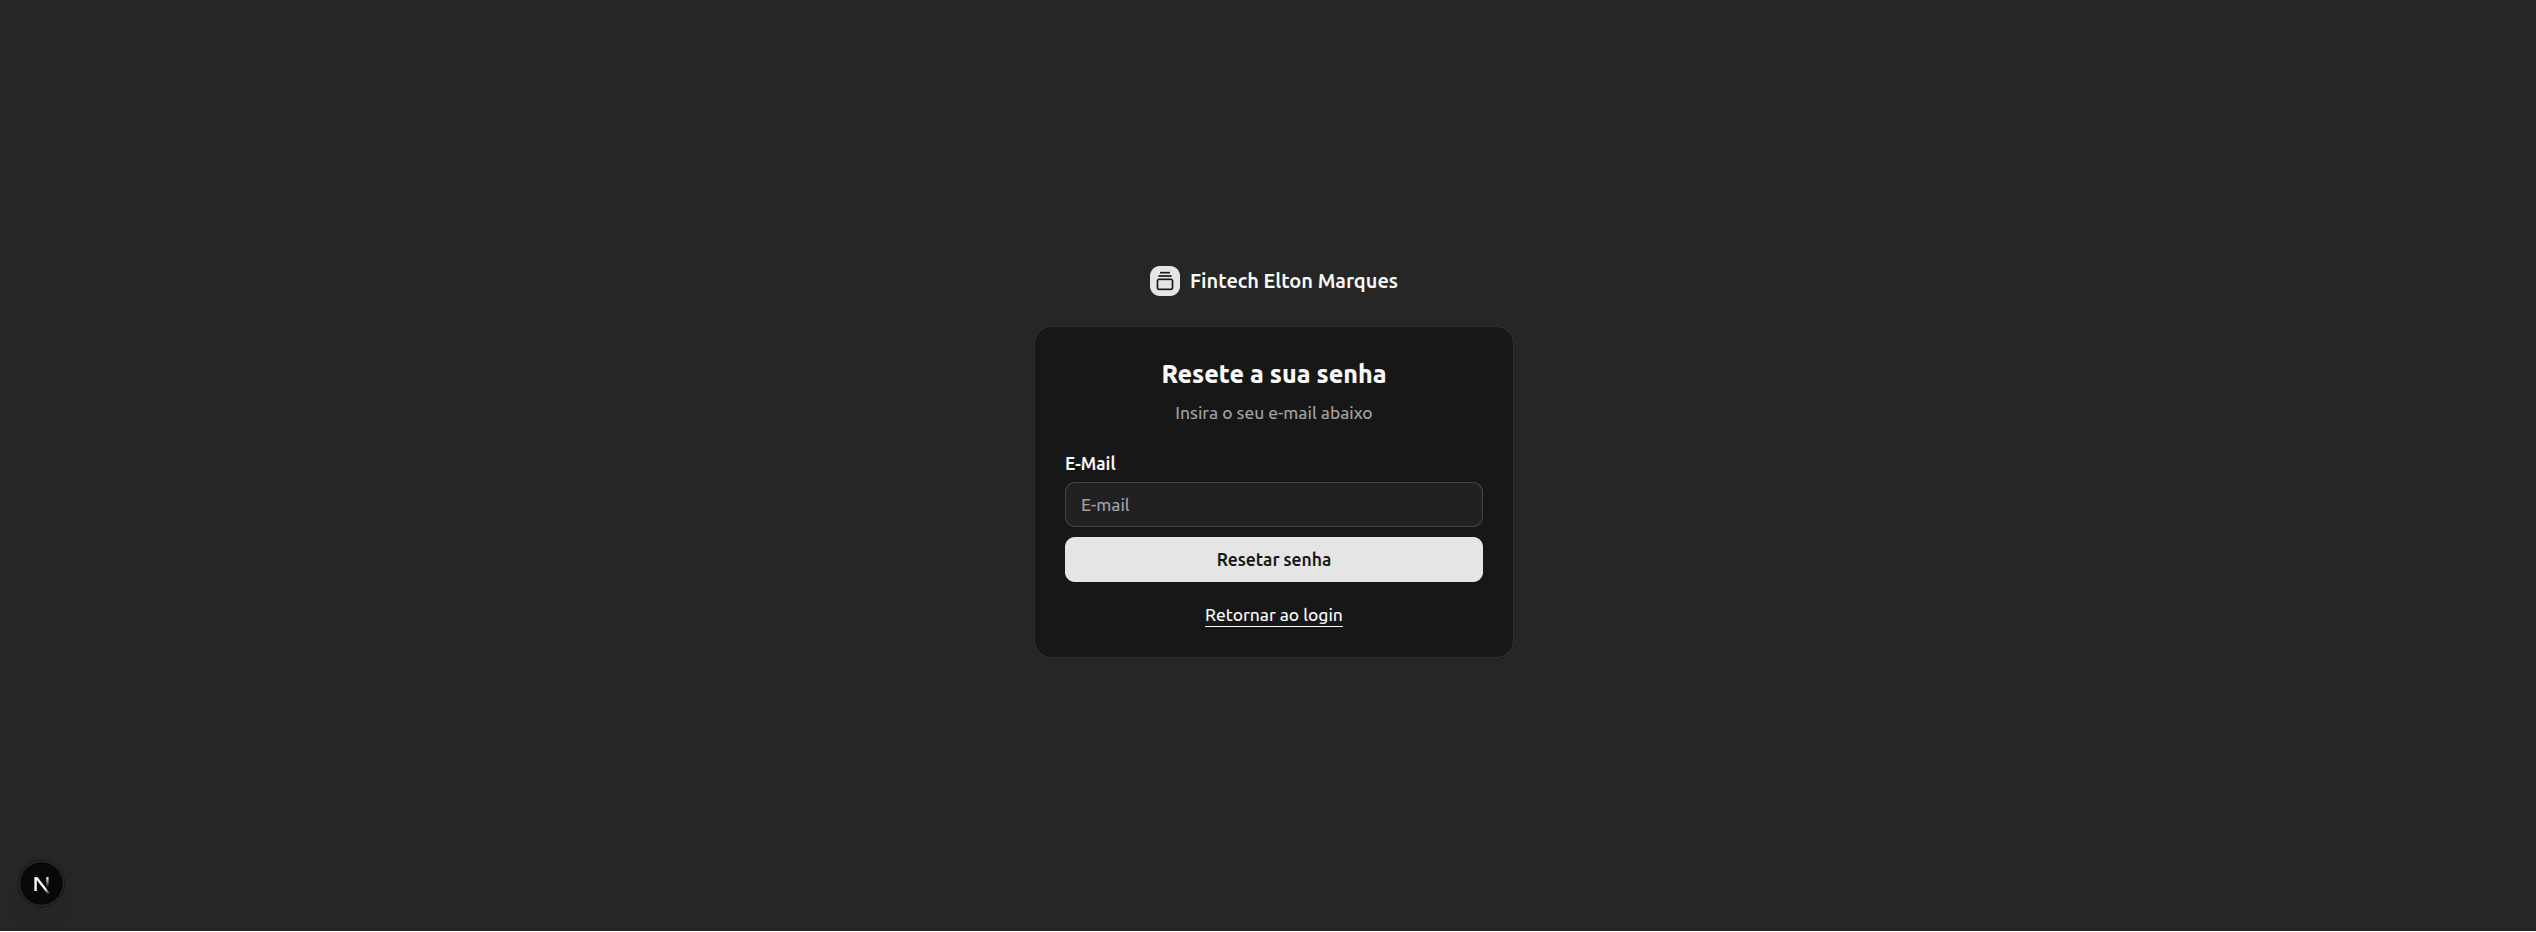 Fintech Elton Marques
Resete a sua senha
Insira o seu e-mail abaixo
E-Mail
E-mail
Resetar senha
Retornar ao login
N